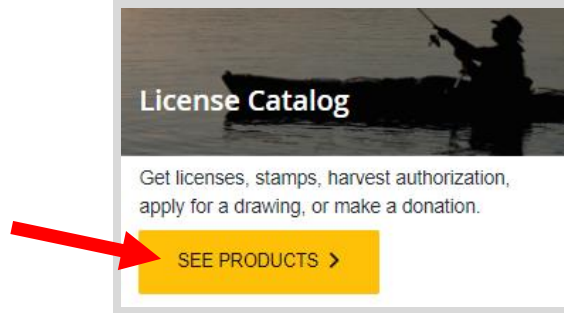 License Catalog
Get licenses, stamps, harvest authorization,
apply for a drawing, or make a donation.
SEE PRODUCTS >